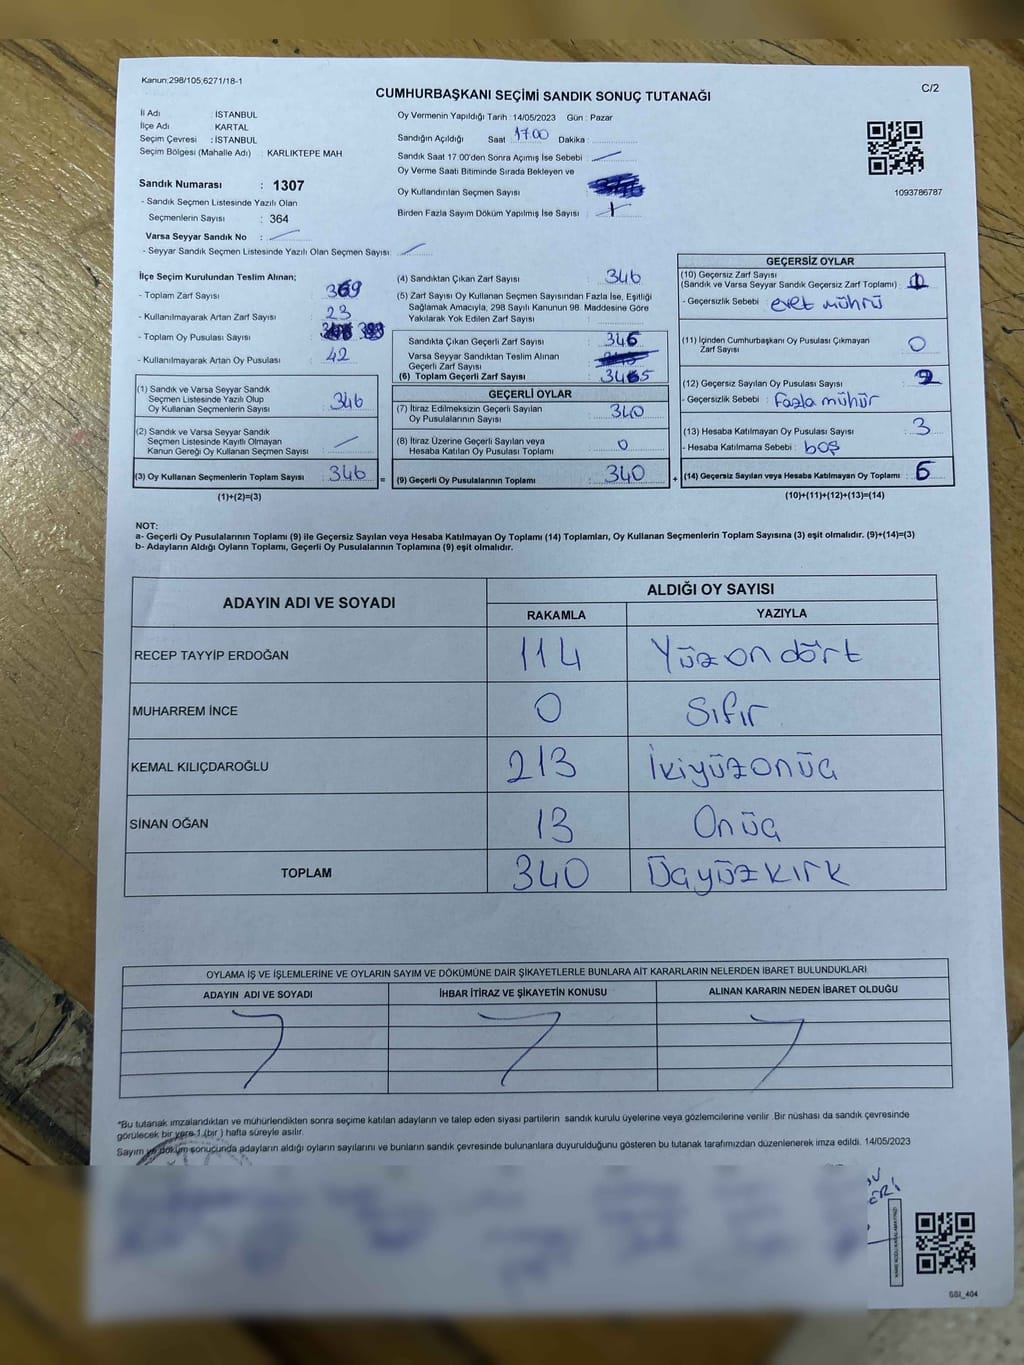 Kanun:298/105,6271/18-1
C/2
CUMHURBAŞKANI SEÇİMİ SANDIK SONUÇ TUTANAĞI
İl Adı : İSTANBUL
İlçe Adı : KARTAL
Seçim Çevresi : İSTANBUL
Seçim Bölgesi (Mahalle Adı) : KARLIKTEPE MAH
Sandık Numarası : 1307
- Sandık Seçmen Listesinde Yazılı Olan
Seçmenlerin Sayısı : 364
Varsa Seyyar Sandık No :
- Seyyar Sandık Seçmen Listesinde Yazılı Olan Seçmen Sayısı:
Oy Vermenin Yapıldığı Tarih :14/05/2023 Gün : Pazar
Sandığın Açıldığı Saat : 17.00 Dakika :
Sandık Saat 17:00'den Sonra Açımış İse Sebebi :
Oy Verme Saati Bitiminde Sırada Bekleyen ve
Oy Kullandırılan Seçmen Sayısı :
Birden Fazla Sayım Döküm Yapılmış İse Sayısı :
1093786787
İlçe Seçim Kurulundan Teslim Alınan;
- Toplam Zarf Sayısı : 369
- Kullanılmayarak Artan Zarf Sayısı : 23
- Toplam Oy Pusulası Sayısı :
- Kullanılmayarak Artan Oy Pusulası : 42
(1) Sandık ve Varsa Seyyar Sandık
Seçmen Listesinde Yazılı Olup
Oy Kullanan Seçmenlerin Sayısı : 346
(2) Sandık ve Varsa Seyyar Sandık
Seçmen Listesinde Kayıtlı Olmayan
Kanun Gereği Oy Kullanan Seçmen Sayısı :
(3) Oy Kullanan Seçmenlerin Toplam Sayısı : 346
(1)+(2)=(3)
=
(4) Sandıktan Çıkan Zarf Sayısı : 346
(5) Zarf Sayısı Oy Kullanan Seçmen Sayısından Fazla İse, Eşitliği
Sağlamak Amacıyla, 298 Sayılı Kanunun 98. Maddesine Göre
Yakılarak Yok Edilen Zarf Sayısı :
Sandıkta Çıkan Geçerli Zarf Sayısı : 346
Varsa Seyyar Sandıktan Teslim Alınan
Geçerli Zarf Sayısı :
(6) Toplam Geçerli Zarf Sayısı :
GEÇERLİ OYLAR
(7) İtiraz Edilmeksizin Geçerli Sayılan
Oy Pusulalarının Sayısı : 340
(8) İtiraz Üzerine Geçerli Sayılan veya
Hesaba Katılan Oy Pusulası Toplamı : 0
(9) Geçerli Oy Pusulalarının Toplamı : 340
+
GEÇERSİZ OYLAR
(10) Geçersiz Zarf Sayısı
(Sandık ve Varsa Seyyar Sandık Geçersiz Zarf Toplamı) : 1
- Geçersizlik Sebebi : evet mührü
(11) İçinden Cumhurbaşkanı Oy Pusulası Çıkmayan
Zarf Sayısı : 0
(12) Geçersiz Sayılan Oy Pusulası Sayısı : 2
- Geçersizlik Sebebi : fazla mühür
(13) Hesaba Katılmayan Oy Pusulası Sayısı : 3
- Hesaba Katılmama Sebebi : boş
(14) Geçersiz Sayılan veya Hesaba Katılmayan Oy Toplamı : 6
(10)+(11)+(12)+(13)=(14)
NOT:
a- Geçerli Oy Pusulalarının Toplamı (9) ile Geçersiz Sayılan veya Hesaba Katılmayan Oy Toplamı (14) Toplamları, Oy Kullanan Seçmenlerin Toplam Sayısına (3) eşit olmalıdır. (9)+(14)=(3)
b- Adayların Aldığı Oyların Toplamı, Geçerli Oy Pusulalarının Toplamına (9) eşit olmalıdır.
ADAYIN ADI VE SOYADI
ALDIĞI OY SAYISI
RAKAMLA YAZIYLA
RECEP TAYYİP ERDOĞAN 114 Yüzondört
MUHARREM İNCE 0 Sıfır
KEMAL KILIÇDAROĞLU 213 İkiyüzonüç
SİNAN OĞAN 13 Onüç
TOPLAM 340 Üçyüzkırk
OYLAMA İŞ VE İŞLEMLERİNE VE OYLARIN SAYIM VE DÖKÜMÜNE DAİR ŞİKAYETLERLE BUNLARA AİT KARARLARIN NELERDEN İBARET BULUNDUKLARI
ADAYIN ADI VE SOYADI
İHBAR İTİRAZ VE ŞİKAYETİN KONUSU
ALINAN KARARIN NEDEN İBARET OLDUĞU
*Bu tutanak imzalandıktan ve mühürlendikten sonra seçime katılan adayların ve talep eden siyasi partilerin sandık kurulu üyelerine veya gözlemcilerine verilir. Bir nüshası da sandık çevresinde
görülecek bir yere 1 (bir ) hafta süreyle asılır.
Sayım ve döküm sonucunda adayların aldığı oyların sayılarını ve bunların sandık çevresinde bulunanlara duyurulduğunu gösteren bu tutanak tarafımızdan düzenlenerek imza edildi. 14/05/2023